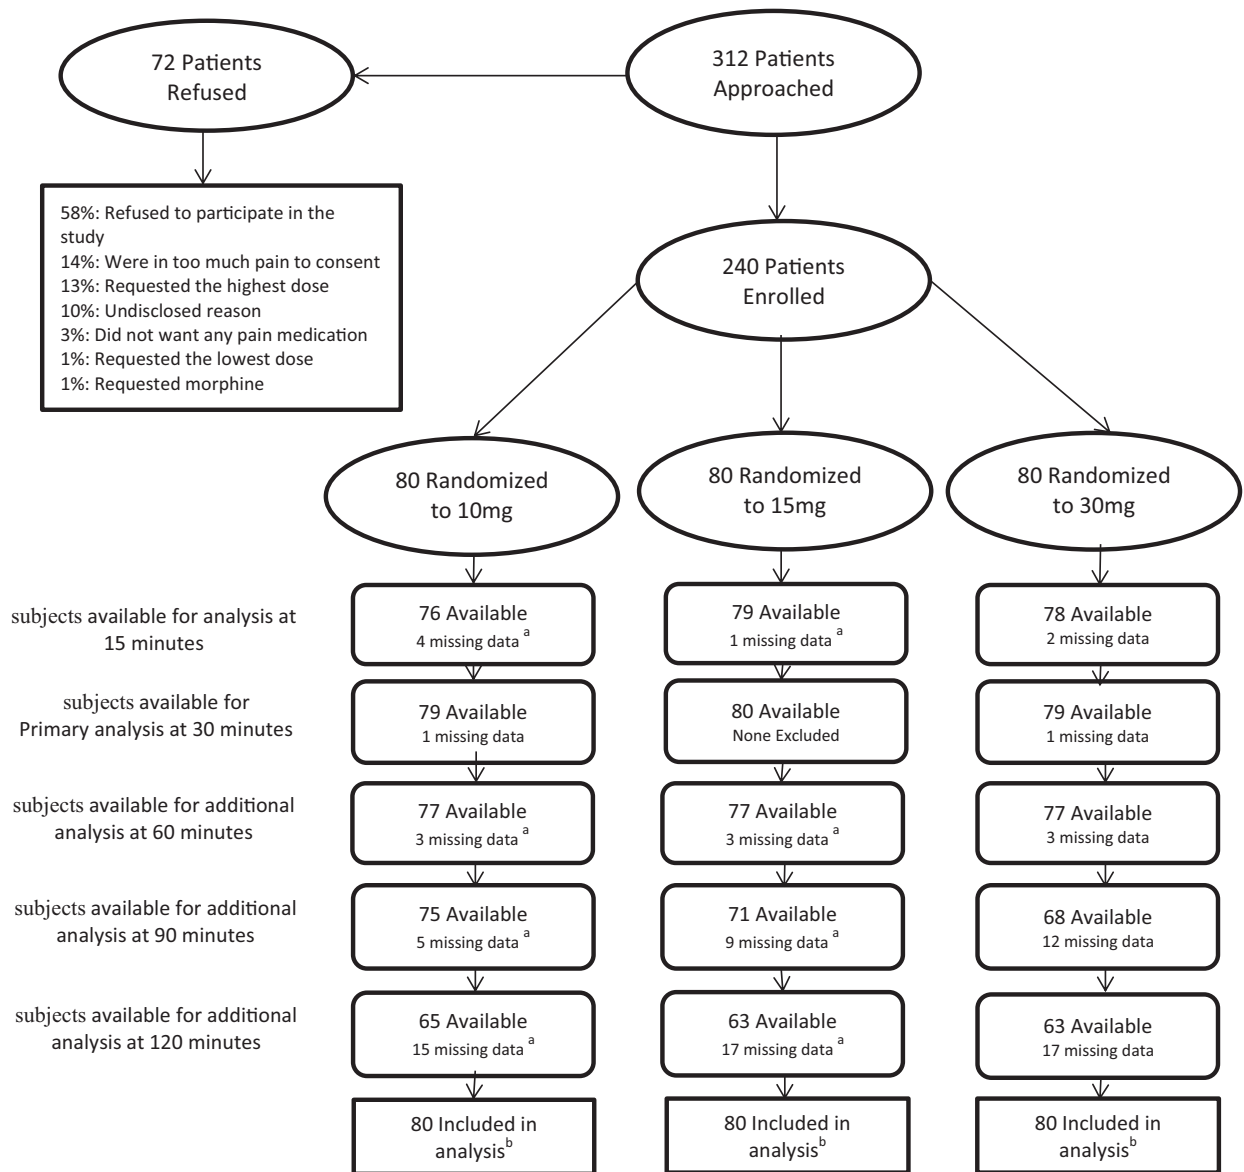 312 Patients
Approached
72 Patients
Refused
58%: Refused to participate in the
study
14%: Were in too much pain to consent
13%: Requested the highest dose
10%: Undisclosed reason
3%: Did not want any pain medication
1%: Requested the lowest dose
1%: Requested morphine
240 Patients
Enrolled
80 Randomized
to 10mg
80 Randomized
to 15mg
80 Randomized
to 30mg
subjects available for analysis at
15 minutes
76 Available
4 missing data a
79 Available
1 missing data a
78 Available
2 missing data
subjects available for
Primary analysis at 30 minutes
79 Available
1 missing data
80 Available
None Excluded
79 Available
1 missing data
subjects available for additional
analysis at 60 minutes
77 Available
3 missing data a
77 Available
3 missing data a
77 Available
3 missing data
subjects available for additional
analysis at 90 minutes
75 Available
5 missing data a
71 Available
9 missing data a
68 Available
12 missing data
subjects available for additional
analysis at 120 minutes
65 Available
15 missing data a
63 Available
17 missing data a
63 Available
17 missing data
80 Included in
analysisb
80 Included in
analysisb
80 Included in
analysisb